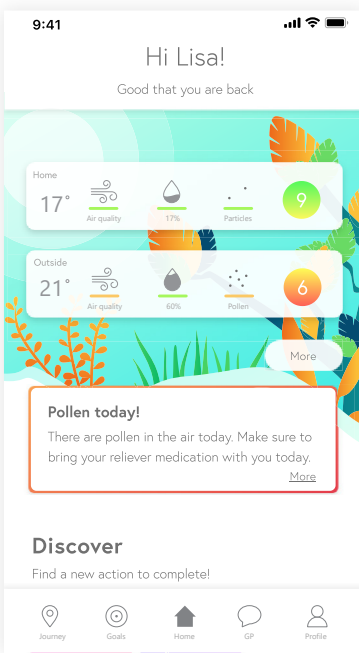 9:41
Hi Lisa!
Good that you are back
Home
17°
Air quality
17%
Particles
9
Outside
21°
Air quality
60%
Pollen
6
More
Pollen today!
There are pollen in the air today. Make sure to
bring your reliever medication with you today.
More
Discover
Find a new action to complete!
Journey
Goals
Home
GP
Profile